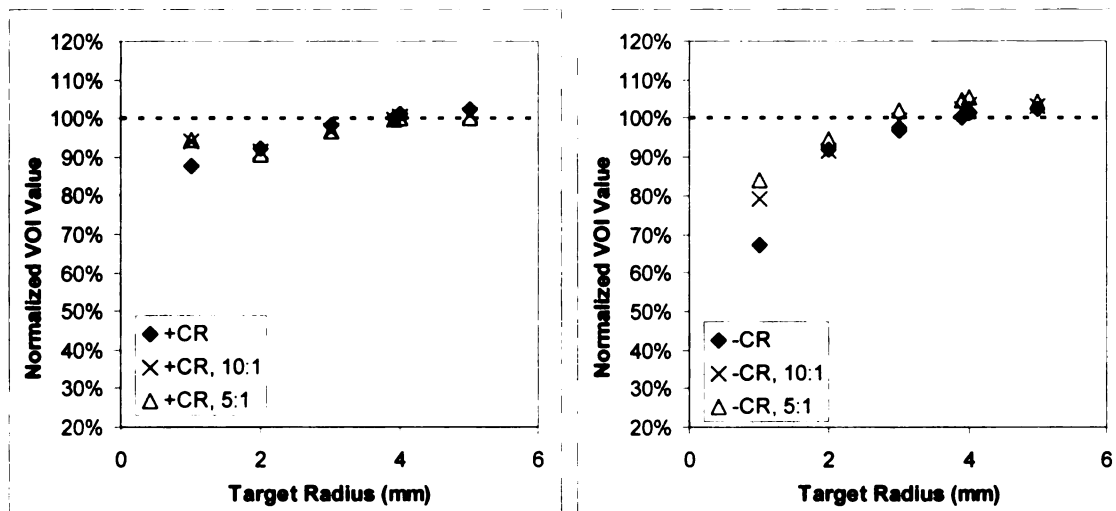 120%
110%
100%
90%
80%
70%
60%
50%
40%
30%
20%
Normalized VOI Value
+CR
+CR, 10:1
+CR, 5:1
0 2 4 6
Target Radius (mm)
120%
110%
100%
90%
80%
70%
60%
50%
40%
30%
20%
Normalized VOI Value
-CR
-CR, 10:1
-CR, 5:1
0 2 4 6
Target Radius (mm)